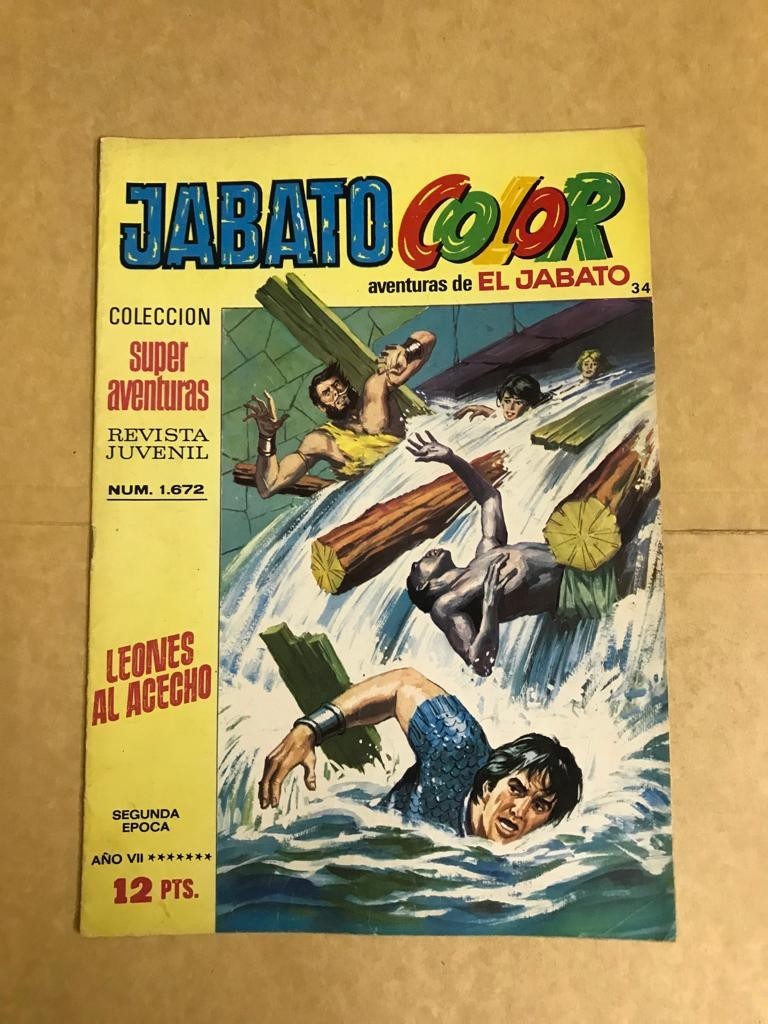 JABATO COLOR
aventuras de EL JABATO
34
COLECCION
super
aventuras
REVISTA
JUVENIL
NUM. 1.672
LEONES
AL ACECHO
SEGUNDA
EPOCA
AÑO VII ★★★★★★★
12 PTS.